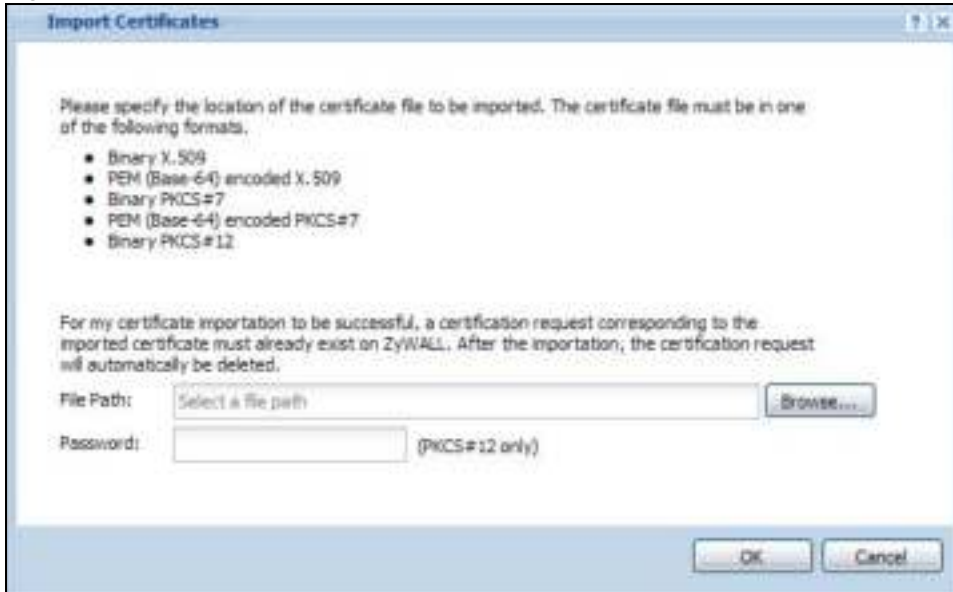 Import Certificates
Please specify the location of the certificate file to be imported. The certificate file must be in one
of the following formats.
• Binary X.509
• PEM (Base-64) encoded X.509
• Binary PKCS#7
• PEM (Base-64) encoded PKCS#7
• Binary PKCS#12
For my certificate importation to be successful, a certification request corresponding to the
imported certificate must already exist on ZyWALL. After the importation, the certification request
will automatically be deleted.
File Path: Select a file path Browse...
Password: (PKCS#12 only)
OK Cancel